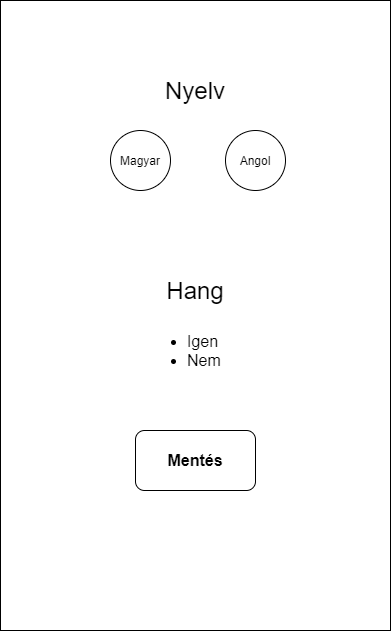 Nyelv
Magyar Angol
Hang
• Igen
• Nem
Mentés